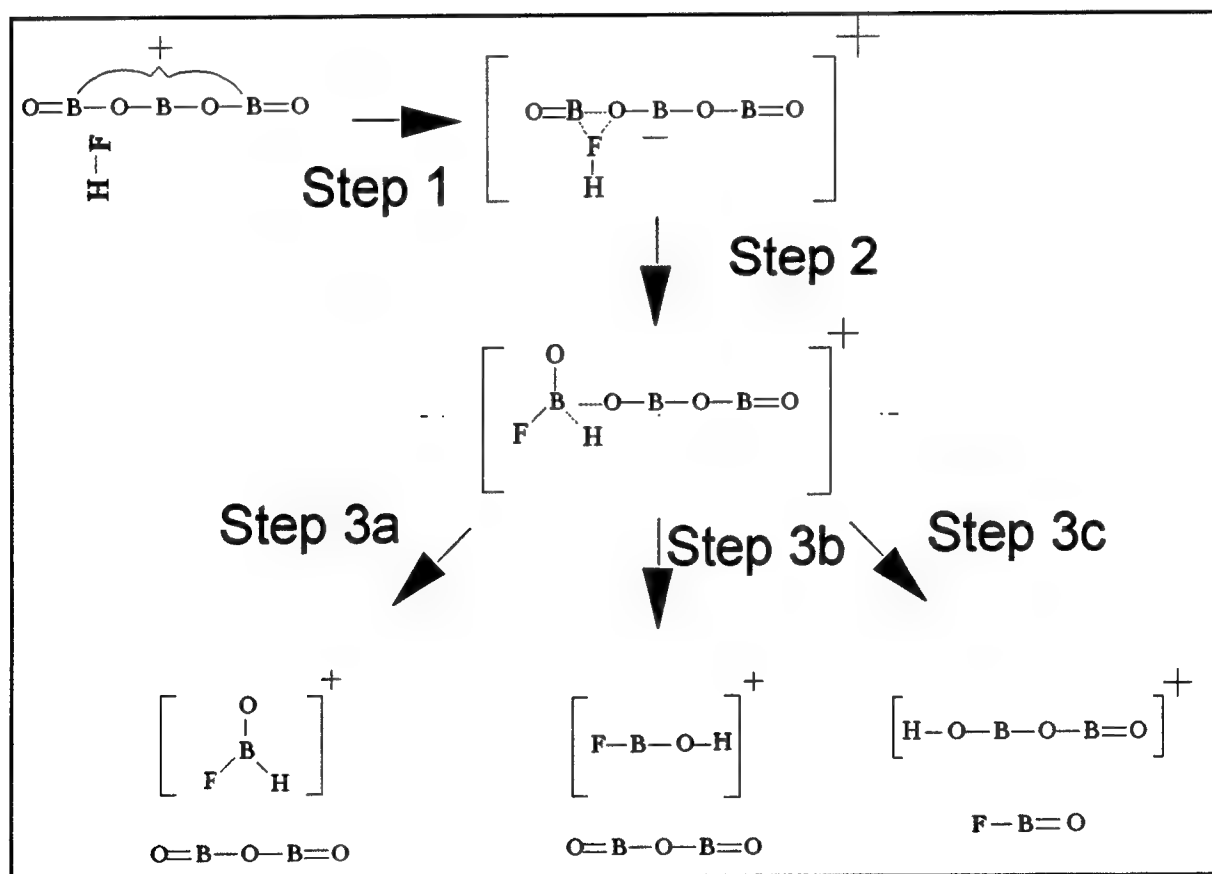 +
O=B—O—B—O—B=O
H—F
Step 1
+
O=B—O—B—O—B=O
F
H
Step 2
+
O
B—O—B—O—B=O
F H
Step 3a
Step 3b
Step 3c
+
O
B
F H
O=B—O—B=O
+
F—B—O—H
O=B—O—B=O
+
H—O—B—O—B=O
F—B=O